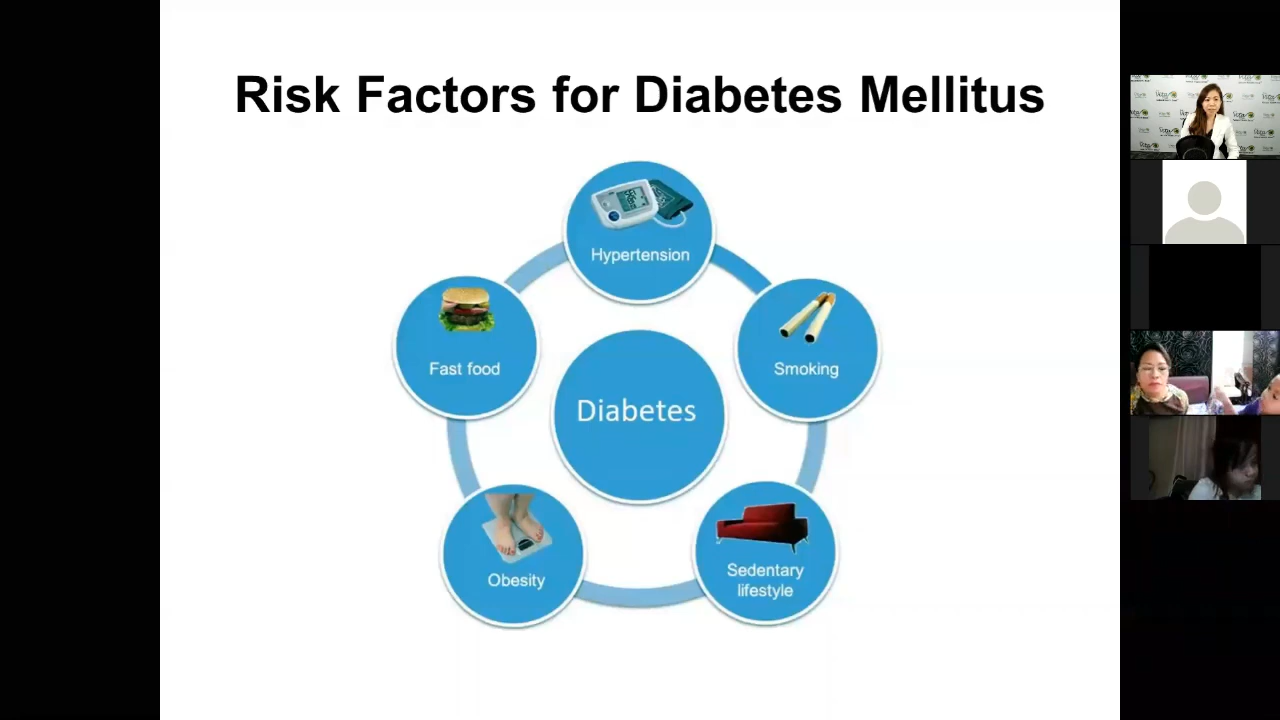 Risk Factors for Diabetes Mellitus
Hypertension
Smoking
Sedentary
lifestyle
Obesity
Fast food
Diabetes